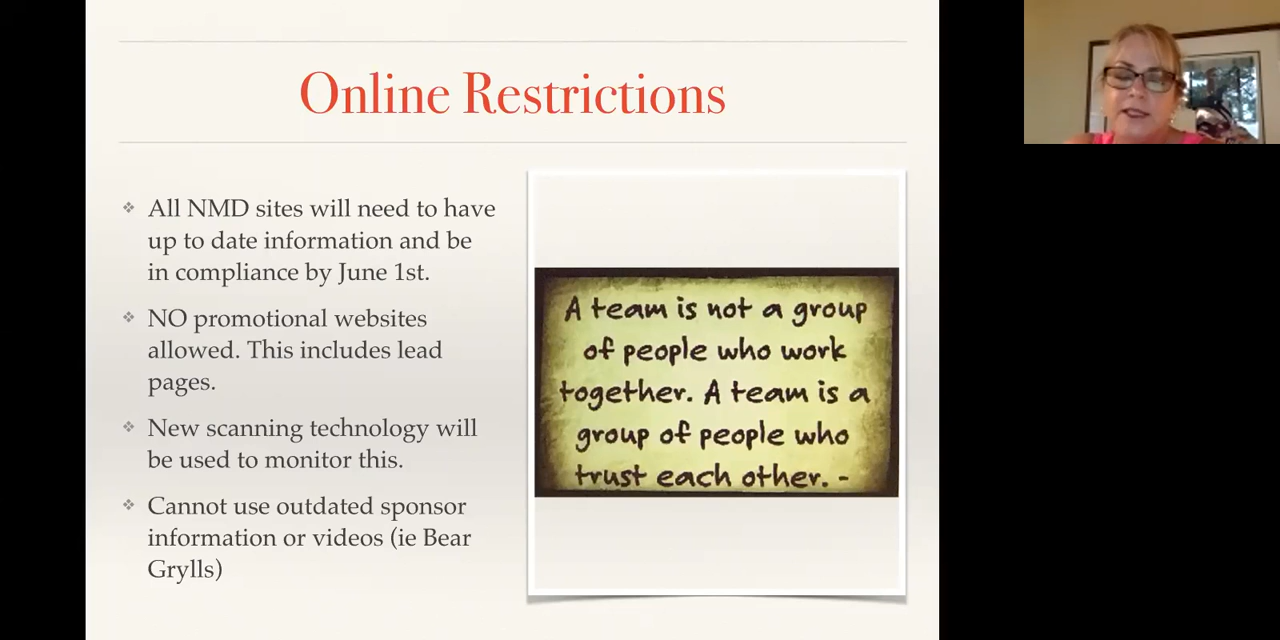 Online Restrictions
All NMD sites will need to have
up to date information and be
in compliance by June 1st.
NO promotional websites
allowed. This includes lead
pages.
New scanning technology will
be used to monitor this.
Cannot use outdated sponsor
information or videos (ie Bear
Grylls)
A team is not a group
of people who work
together. A team is a
group of people who
trust each other. -